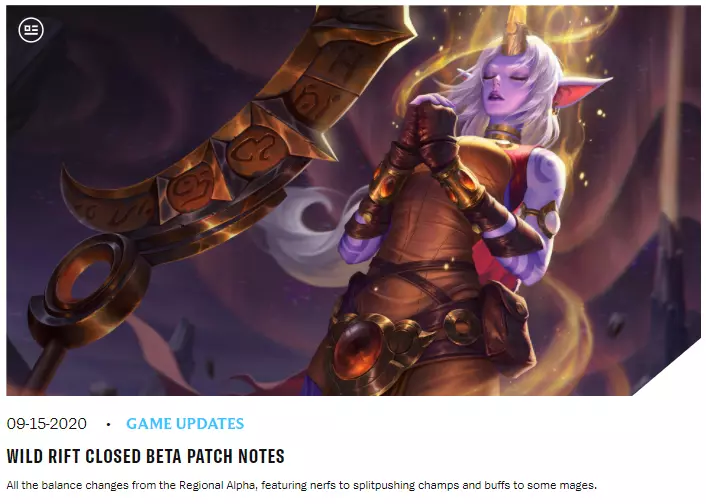 09-15-2020 • GAME UPDATES
WILD RIFT CLOSED BETA PATCH NOTES
All the balance changes from the Regional Alpha, featuring nerfs to splitpushing champs and buffs to some mages.